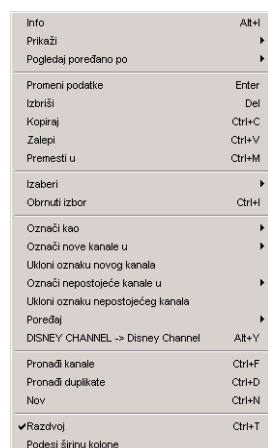 Info Alt+I
Prikaži
Pogledaj poređano po
Promeni podatke Enter
Izbriši Del
Kopiraj Ctrl+C
Zalepi Ctrl+V
Premesti u Ctrl+M
Izaberi
Obrnuti izbor Ctrl+I
Označi kao
Označi nove kanale u
Ukloni oznaku novog kanala
Označi nepostojeće kanale u
Ukloni oznaku nepostojećeg kanala
Poređaj
DISNEY CHANNEL -> Disney Channel Alt+Y
Pronađi kanale Ctrl+F
Pronađi duplikate Ctrl+D
Nov Ctrl+N
Razdvoj Ctrl+T
Podesi širinu kolone